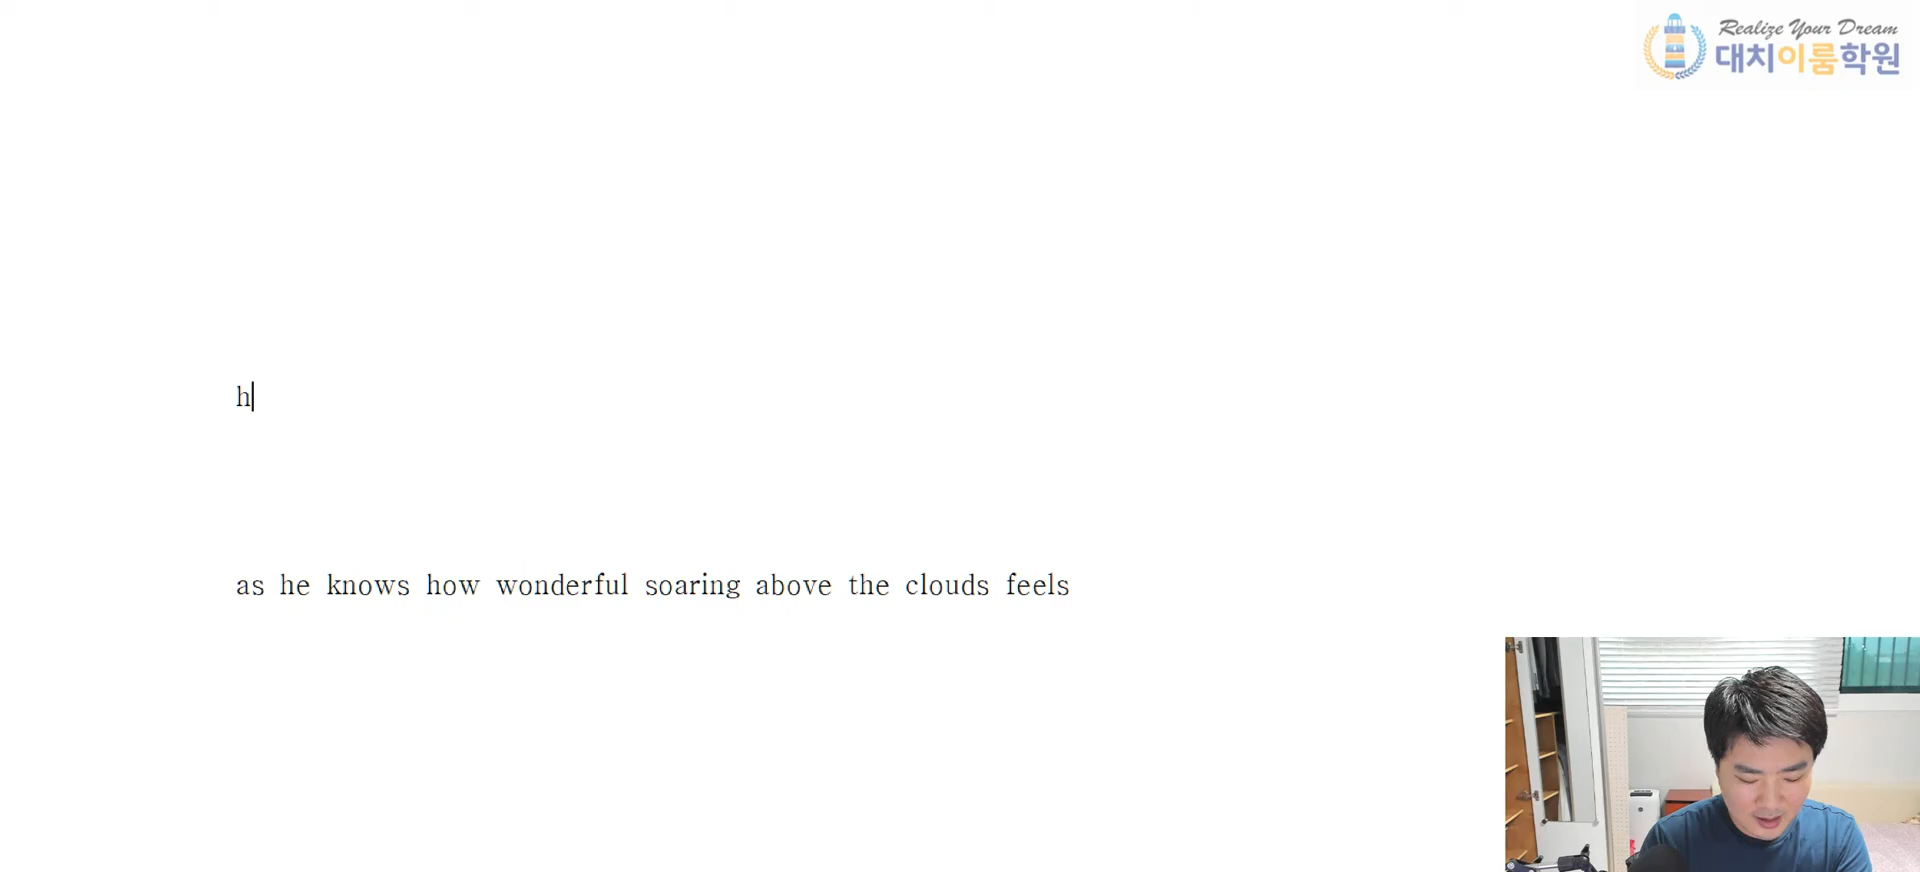 Realize Your Dream
대치이룸학원
h
as he knows how wonderful soaring above the clouds feels